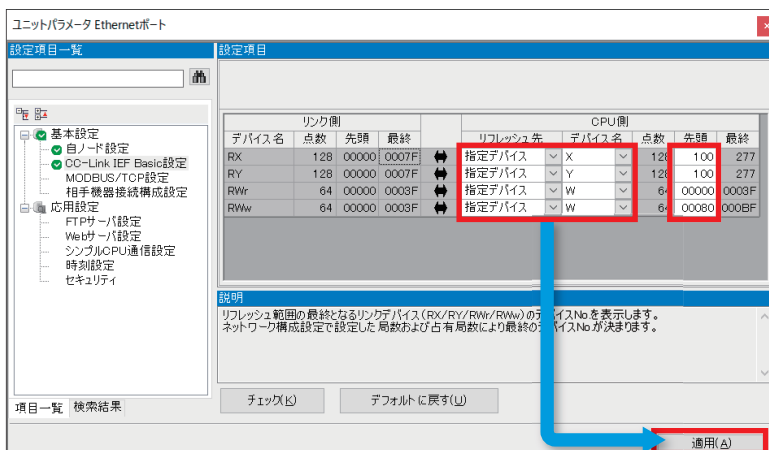 ユニットパラメータ Ethernetポート
設定項目一覧
設定項目
基本設定
自ノード設定
CC-Link IEF Basic設定
MODBUS/TCP設定
相手機器接続構成設定
応用設定
FTPサーバ設定
Webサーバ設定
シンプルCPU通信設定
時刻設定
セキュリティ
項目一覧 検索結果
リンク側 CPU側
デバイス名 点数 先頭 最終 リフレッシュ先 デバイス名 点数 先頭 最終
RX 128 00000 0007F 指定デバイス X 128 100 277
RY 128 00000 0007F 指定デバイス Y 128 100 277
RWr 64 00000 0003F 指定デバイス W 64 00000 0003F
RWw 64 00000 0003F 指定デバイス W 64 00080 000BF
説明
リフレッシュ範囲の最終となるリンクデバイス(RX/RY/RWr/RWw)のデバイスNo.を表示します。
ネットワーク構成設定で設定した局数および占有局数により最終のデバイスNo.が決まります。
チェック(K) デフォルトに戻す(U)
適用(A)